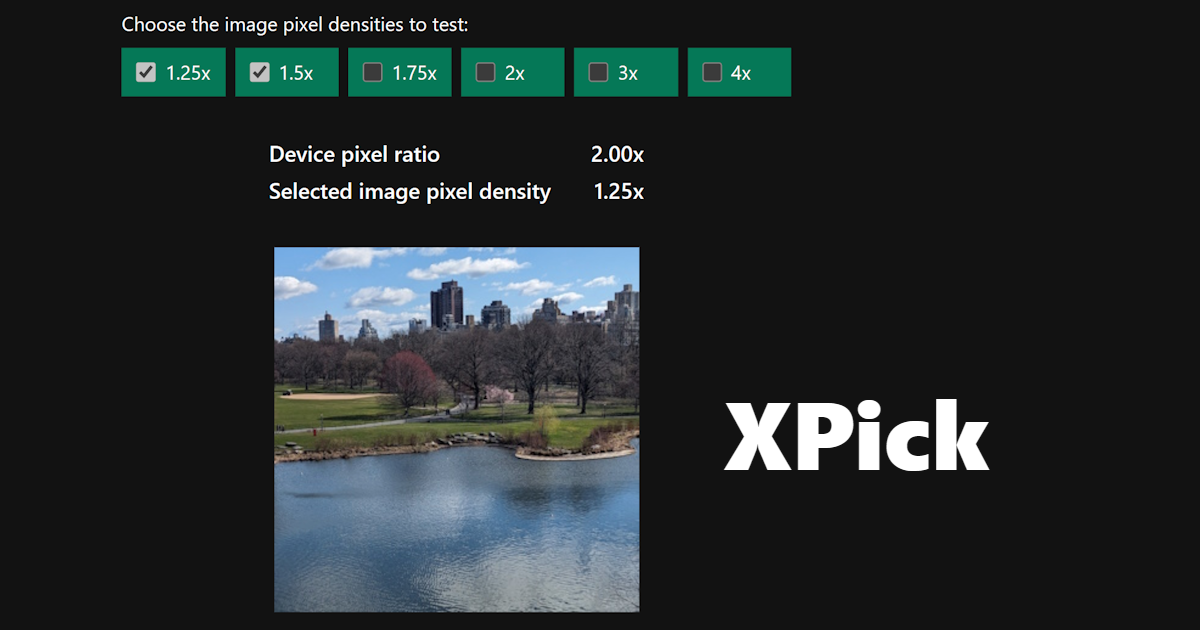 Choose the image pixel densities to test:
1.25x 1.5x 1.75x 2x 3x 4x
Device pixel ratio 2.00x
Selected image pixel density 1.25x
XPick